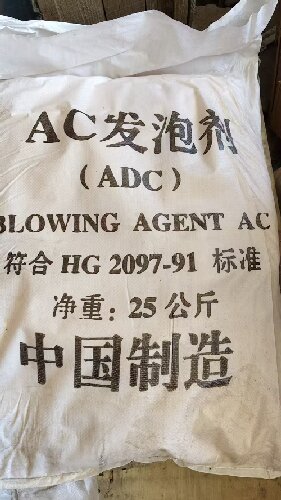 AC发泡剂
(ADC)
BLOWING AGENT AC
符合 HG 2097-91 标准
净重: 25 公斤
中国制造